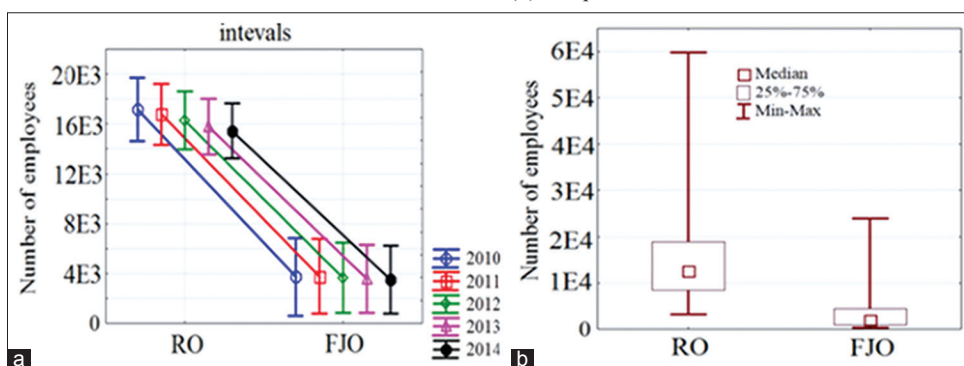 intevals
Number of employees
20E3
16E3
12E3
8E3
4E3
0
RO
FJO
2010
2011
2012
2013
2014
a
Number of employees
6E4
5E4
4E4
3E4
2E4
1E4
0
Median
25%-75%
Min-Max
RO
FJO
b